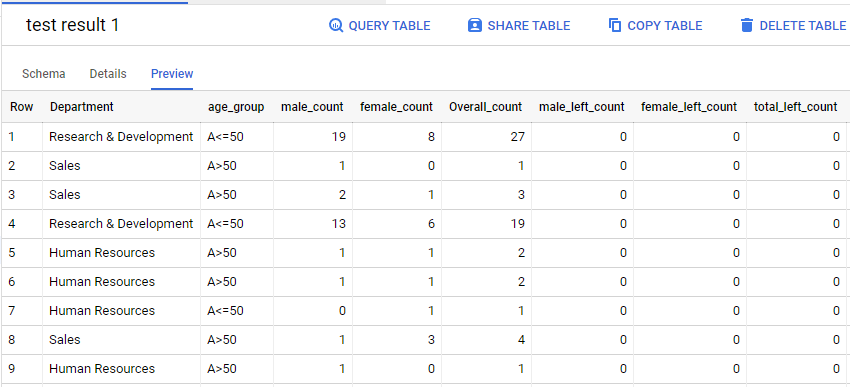 test result 1 QUERY TABLE SHARE TABLE COPY TABLE DELETE TABLE
Schema Details Preview
Row Department age_group male_count female_count Overall_count male_left_count female_left_count total_left_count
1 Research & Development A<=50 19 8 27 0 0 0
2 Sales A>50 1 0 1 0 0 0
3 Sales A>50 2 1 3 0 0 0
4 Research & Development A<=50 13 6 19 0 0 0
5 Human Resources A>50 1 1 2 0 0 0
6 Human Resources A>50 1 1 2 0 0 0
7 Human Resources A<=50 0 1 1 0 0 0
8 Sales A>50 1 3 4 0 0 0
9 Human Resources A>50 1 0 1 0 0 0